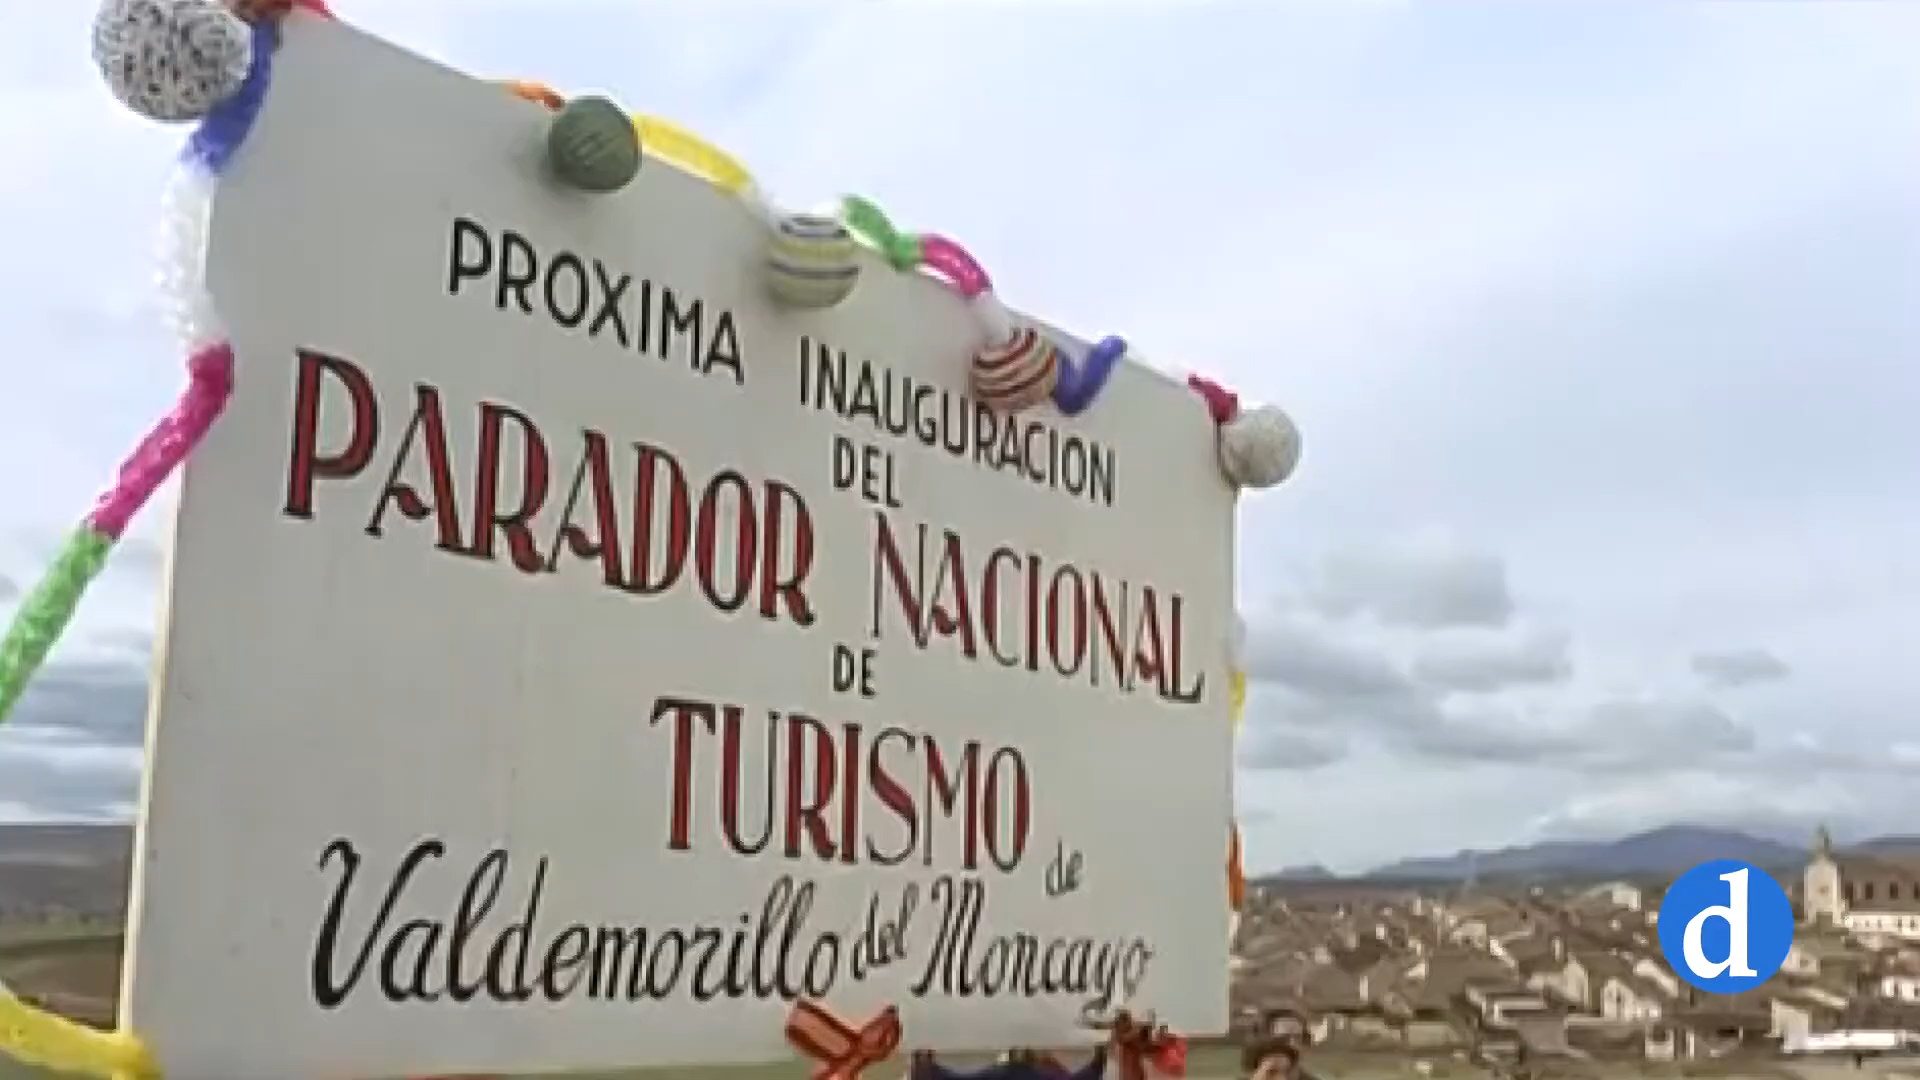 PROXIMA INAUGURACION
DEL
PARADOR NACIONAL
DE
TURISMO de
Valdemorillo del Moncayo
d